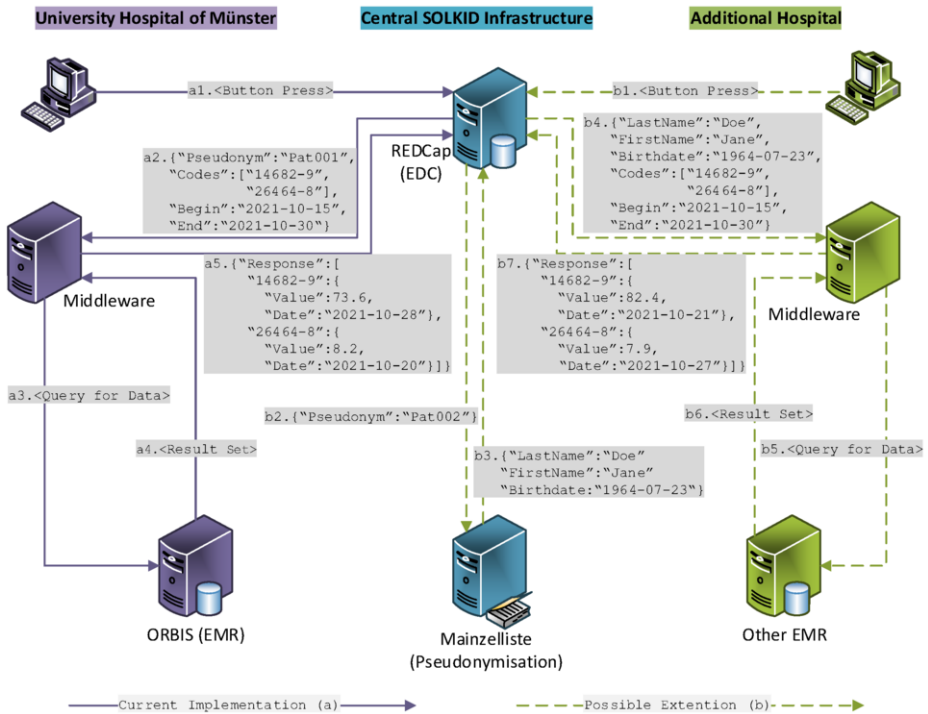 University Hospital of Münster
Central SOLKID Infrastructure
Additional Hospital
a1.<Button Press>
b1.<Button Press>
REDCap
(EDC)
a2.{“Pseudonym”:“Pat001”,
“Codes”:[“14682-9”,
“26464-8”],
“Begin”:“2021-10-15”,
“End”:“2021-10-30“}
b4.{“LastName”:“Doe”,
“FirstName”:“Jane”,
“Birthdate”:“1964-07-23”,
“Codes”:[“14682-9”,
“26464-8”],
“Begin”:“2021-10-15”,
“End”:“2021-10-30”}
Middleware
a5.{“Response”:[
“14682-9”:{
“Value”:73.6,
“Date”:“2021-10-28”},
“26464-8”:{
“Value”:8.2,
“Date”:“2021-10-20”}]}
b7.{“Response”:[
“14682-9”:{
“Value”:82.4,
“Date”:“2021-10-21”},
“26464-8”:{
“Value”:7.9,
“Date”:“2021-10-27”}]}
Middleware
a3.<Query for Data>
b2.{“Pseudonym”:“Pat002”}
b6.<Result Set>
a4.<Result Set>
b5.<Query for Data>
b3.{“LastName”:“Doe”
“FirstName”:“Jane”
“Birthdate:“1964-07-23“}
ORBIS (EMR)
Mainzelliste
(Pseudonymisation)
Other EMR
Current Implementation (a)
Possible Extention (b)